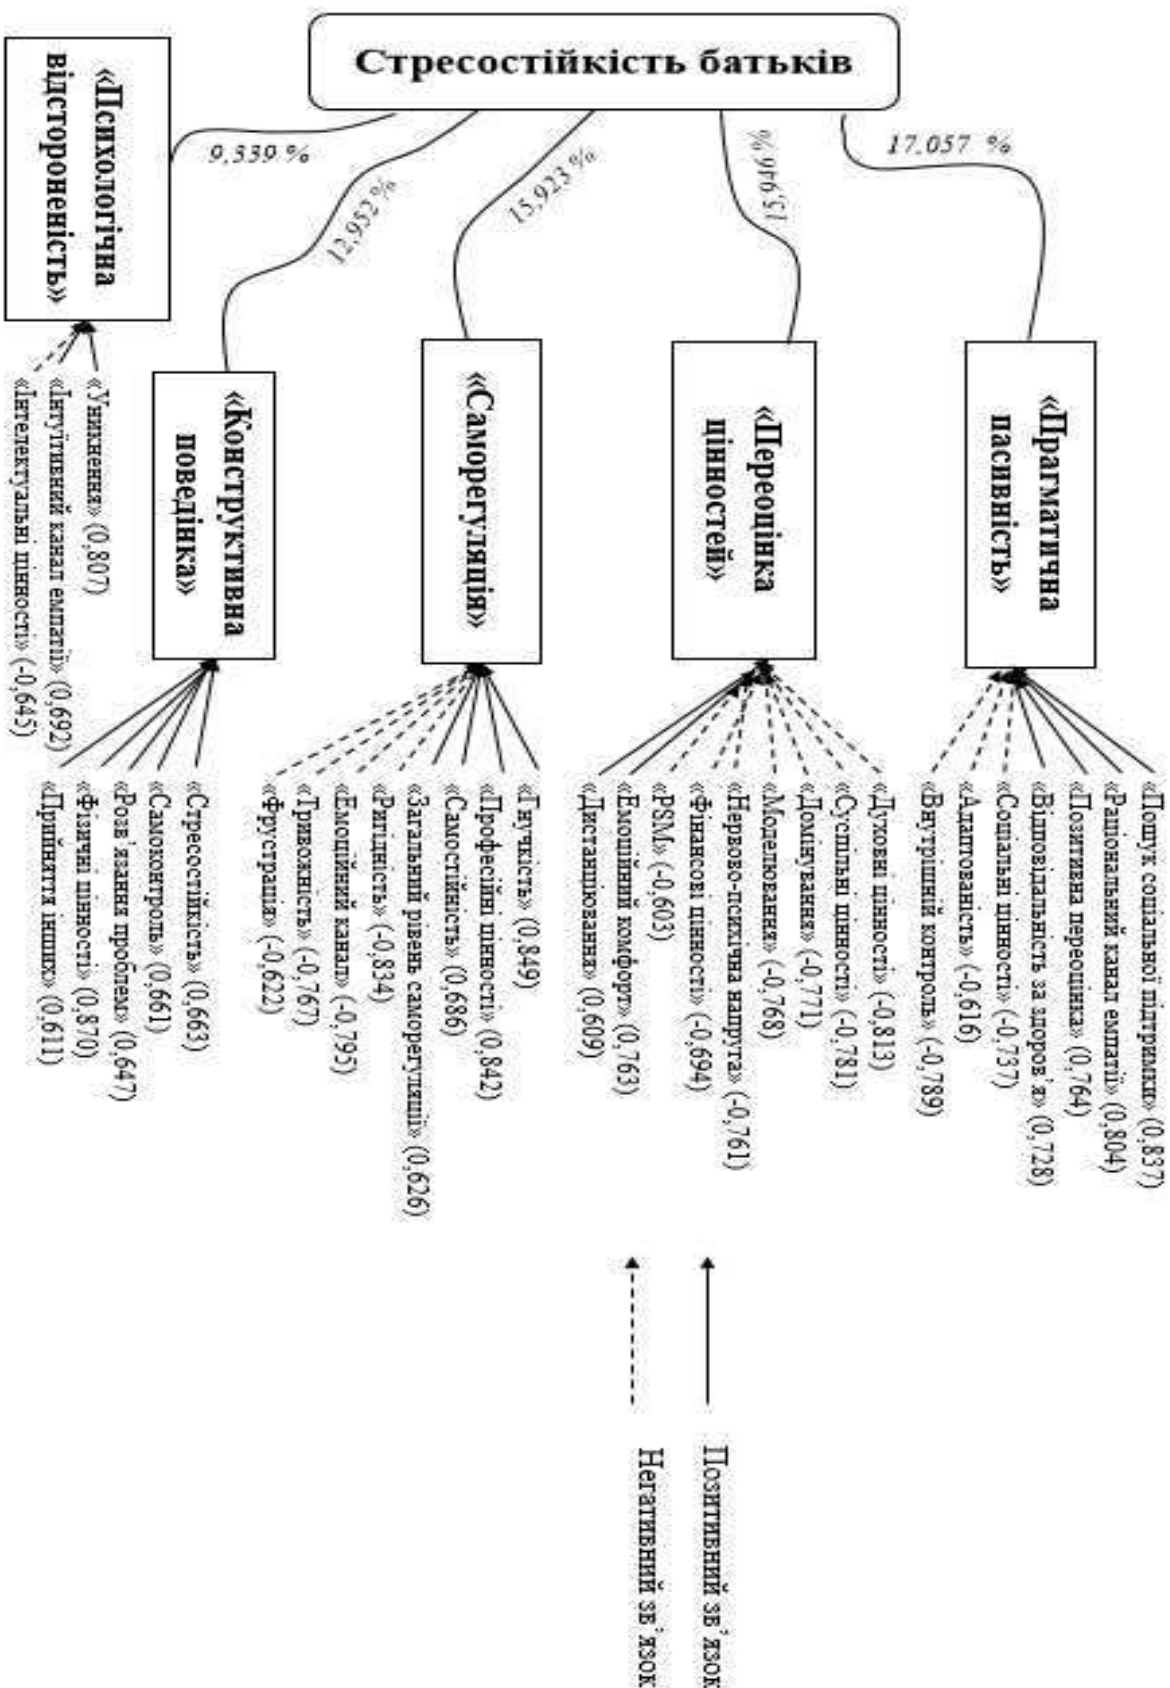 Стресостійкість батьків
17.057 %
15,946 %
15,923 %
12,952 %
9,339 %
«Прагматична
пасивність»
«Пошук соціальної підтримки» (0,837)
«Раціональний канал емпатії» (0,804)
«Позитивна переоцінка» (0,764)
«Відповідальність за здоров'я» (0,728)
«Соціальні цінності» (-0,737)
«Адаптованість» (-0,616)
«Внутрішній контроль» (-0,789)
«Переоцінка
цінностей»
«Духовні цінності» (-0,813)
«Суспільні цінності» (-0,781)
«Домінування» (-0,771)
«Моделювання» (-0,768)
«Нервово-психічна напруга» (-0,761)
«Фінансові цінності» (-0,694)
«PSM» (-0,603)
«Емоційний комфорт» (0,763)
«Дистанціювання» (0,609)
«Саморегуляція»
«Гнучкість» (0,849)
«Професійні цінності» (0,842)
«Самостійність» (0,686)
«Загальний рівень саморегуляції» (0,626)
«Ригідність» (-0,834)
«Емоційний канал» (-0,795)
«Тривожність» (-0,767)
«Фрустрація» (-0,622)
«Конструктивна
поведінка»
«Стресостійкість» (0,663)
«Самоконтроль» (0,661)
«Розв'язання проблем» (0,647)
«Фізичні цінності» (0,870)
«Прийняття інших» (0,611)
«Психологічна
відстороненість»
«Уникнення» (0,807)
«Інтуїтивний канал емпатії» (0,692)
«Інтелектуальні цінності» (-0,645)
Позитивний зв'язок
Негативний зв'язок